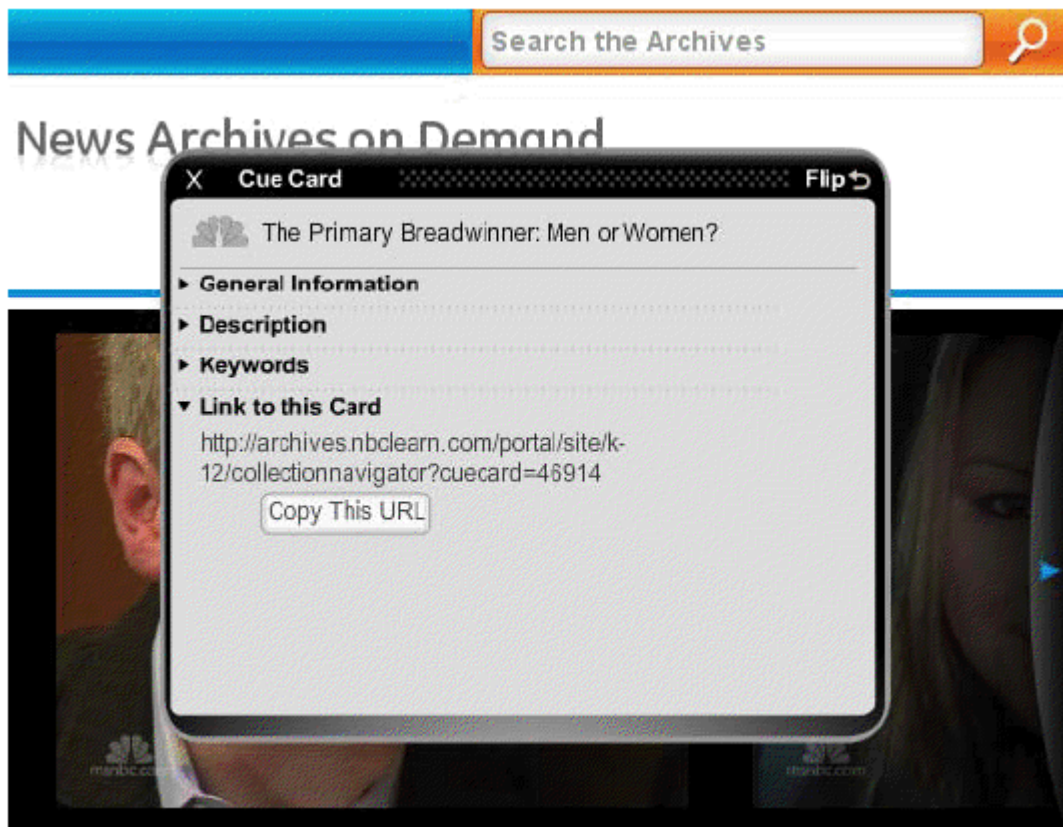 Search the Archives
News Archives on Demand
X Cue Card Flip
The Primary Breadwinner: Men or Women?
General Information
Description
Keywords
Link to this Card
http://archives.nbclearn.com/portal/site/k-
12/collectionnavigator?cuecard=46914
Copy This URL
msnbc.com
msnbc.com